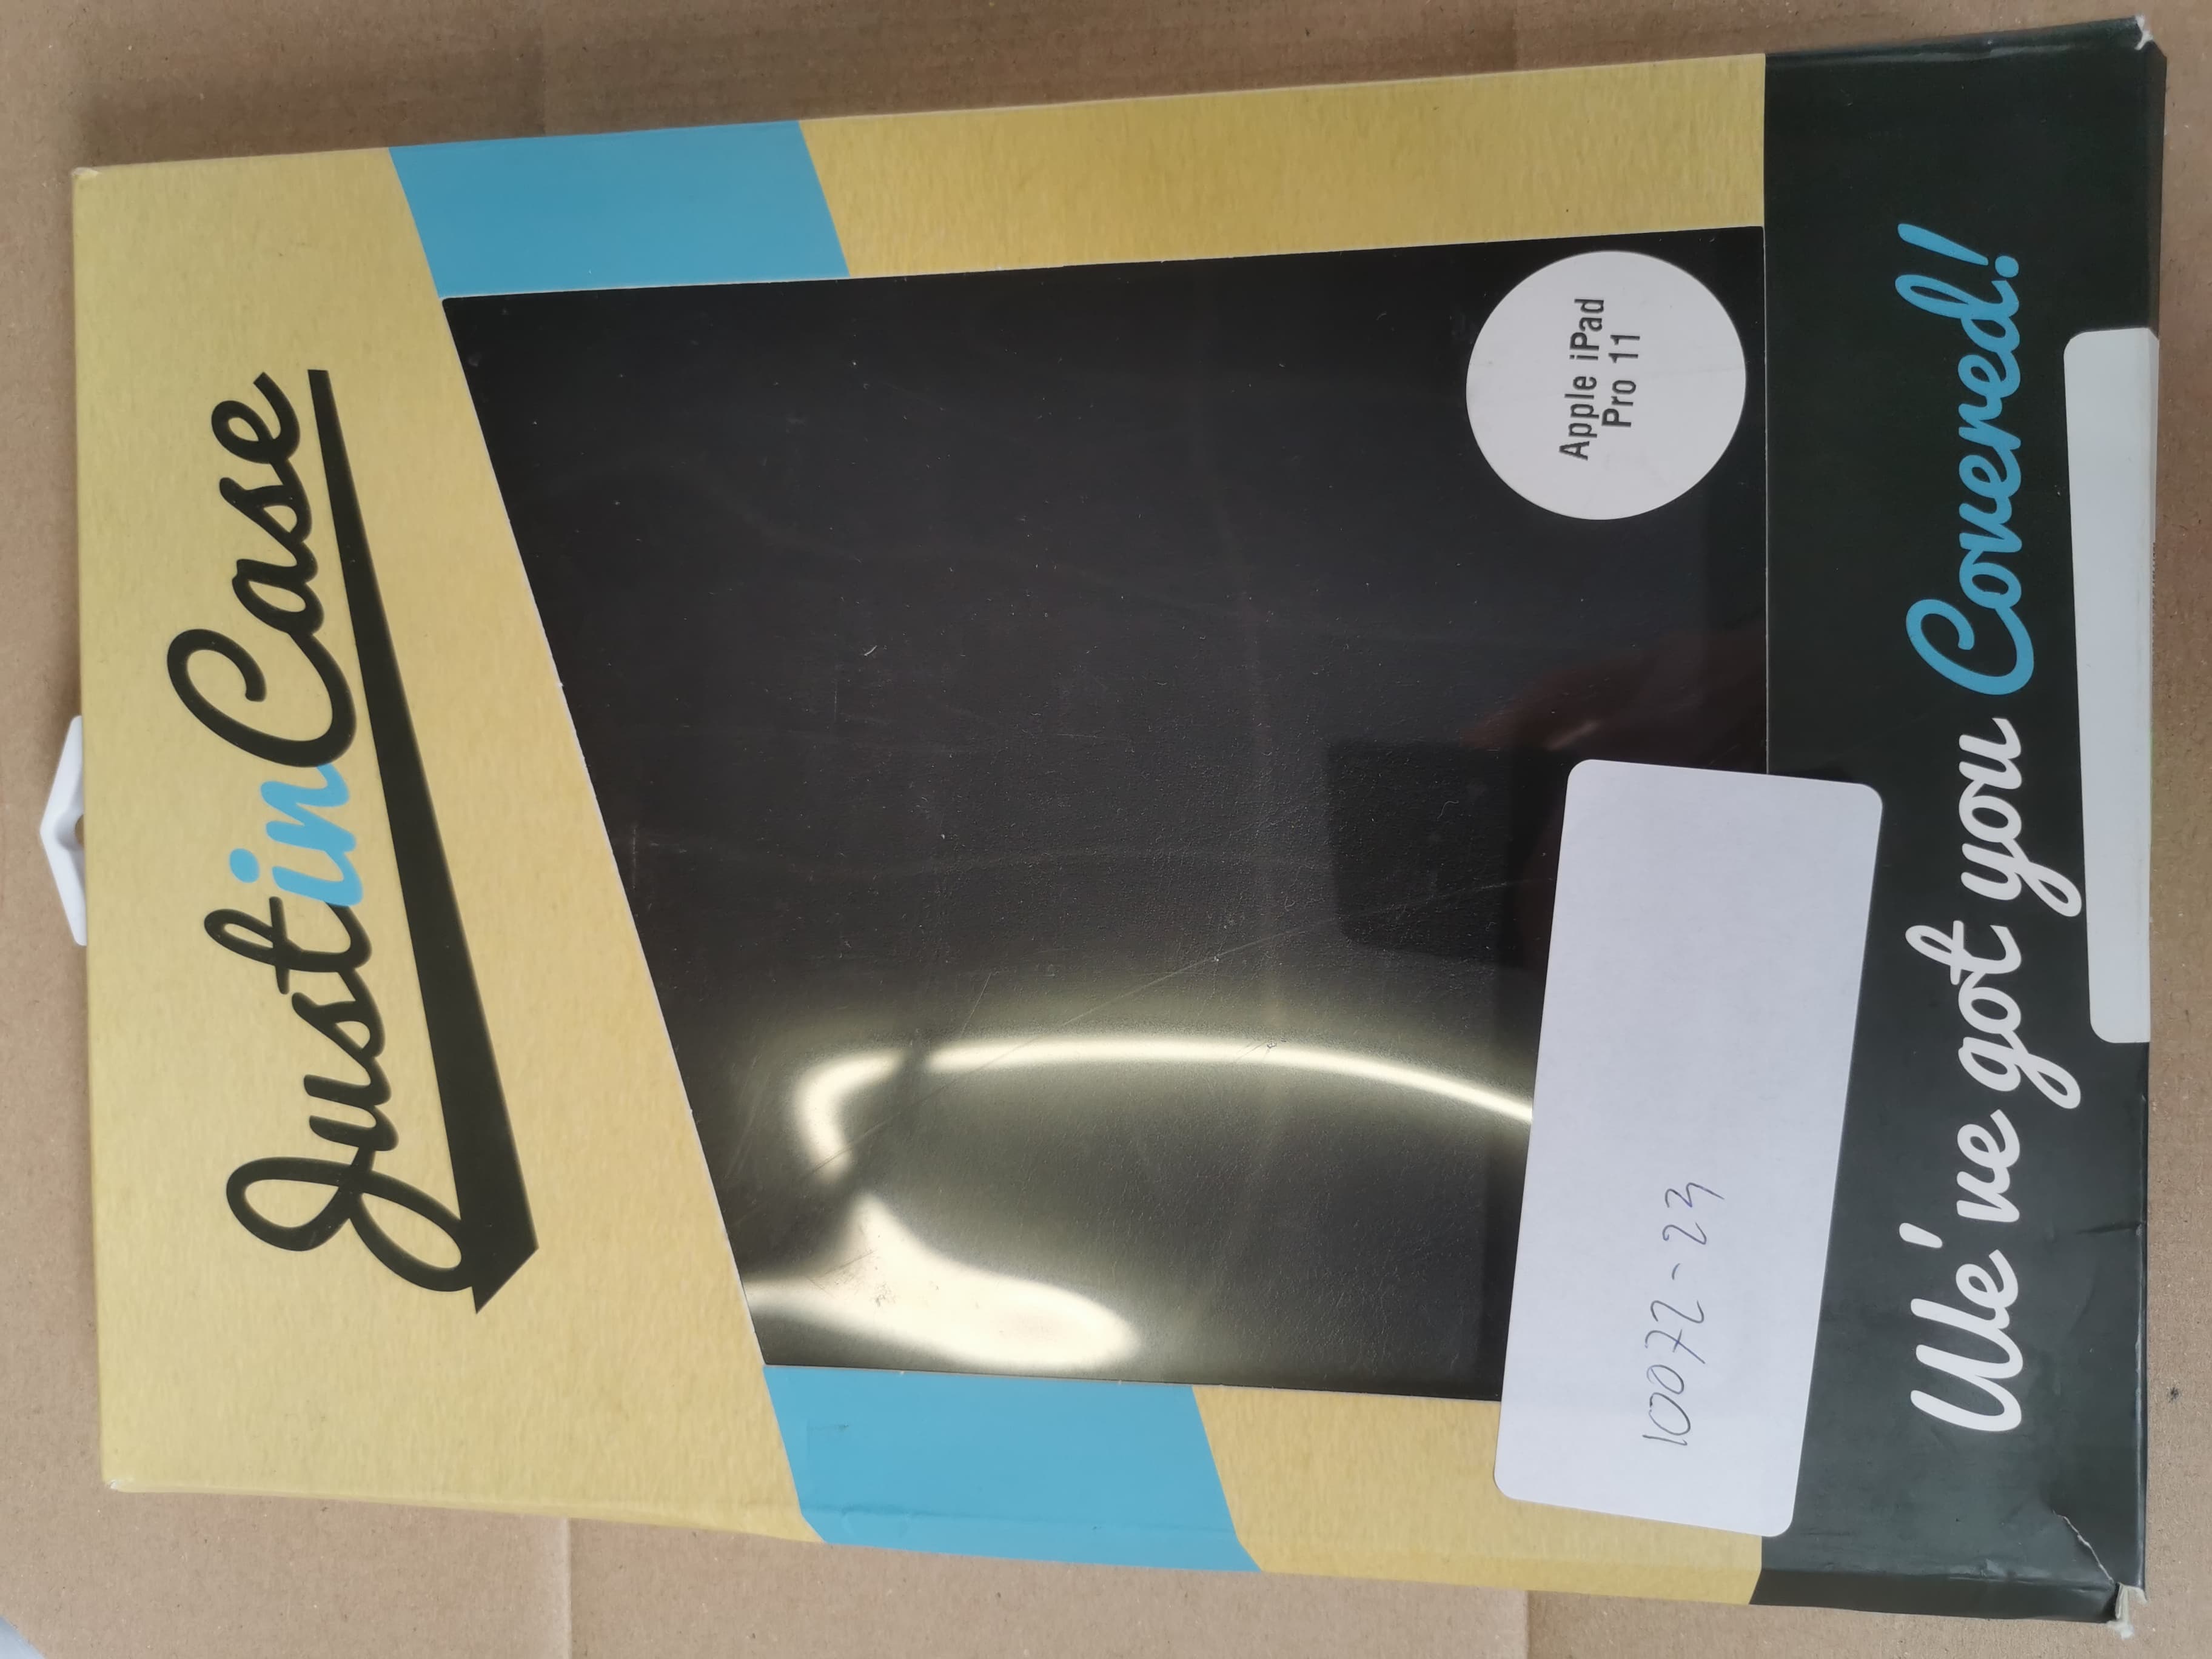 JustinCase
Apple iPad
Pro 11
10072-23
We've got you Covered!